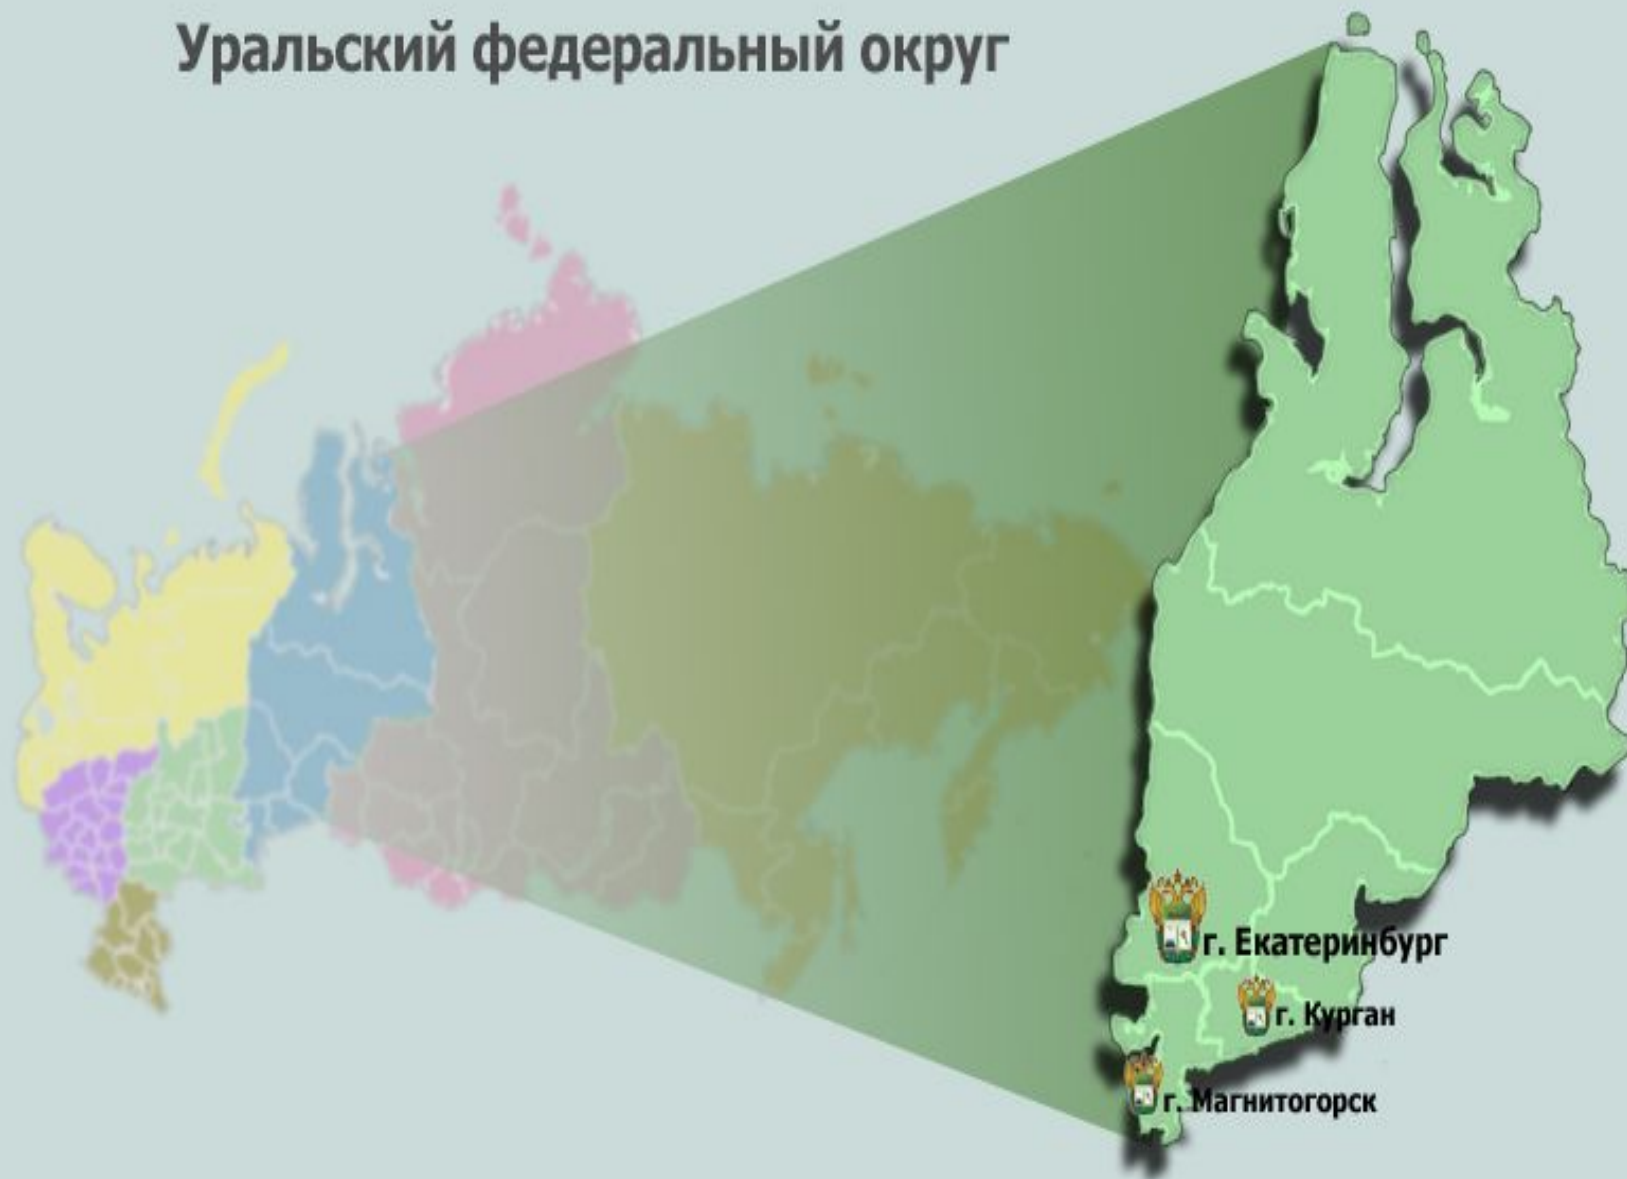 Уральский федеральный округ
г. Екатеринбург
г. Курган
г. Магнитогорск